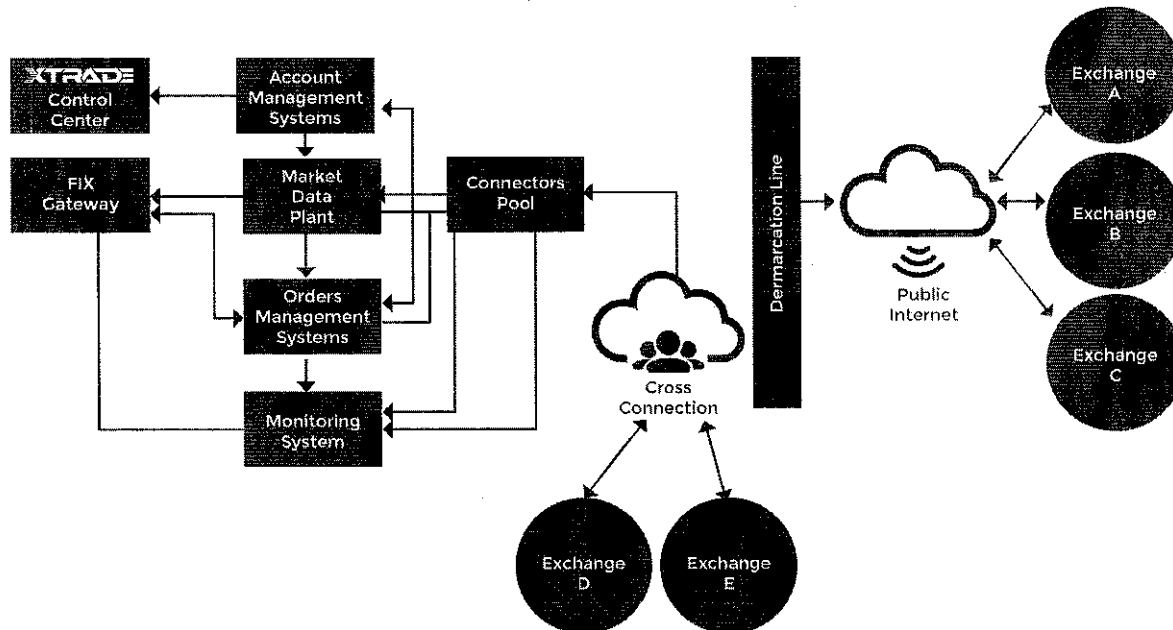 XTRADE
Control
Center
Account
Management
Systems
FIX
Gateway
Market
Data
Plant
Connectors
Pool
Orders
Management
Systems
Monitoring
System
Cross
Connection
Dermarcation Line
Public
Internet
Exchange
A
Exchange
B
Exchange
C
Exchange
D
Exchange
E